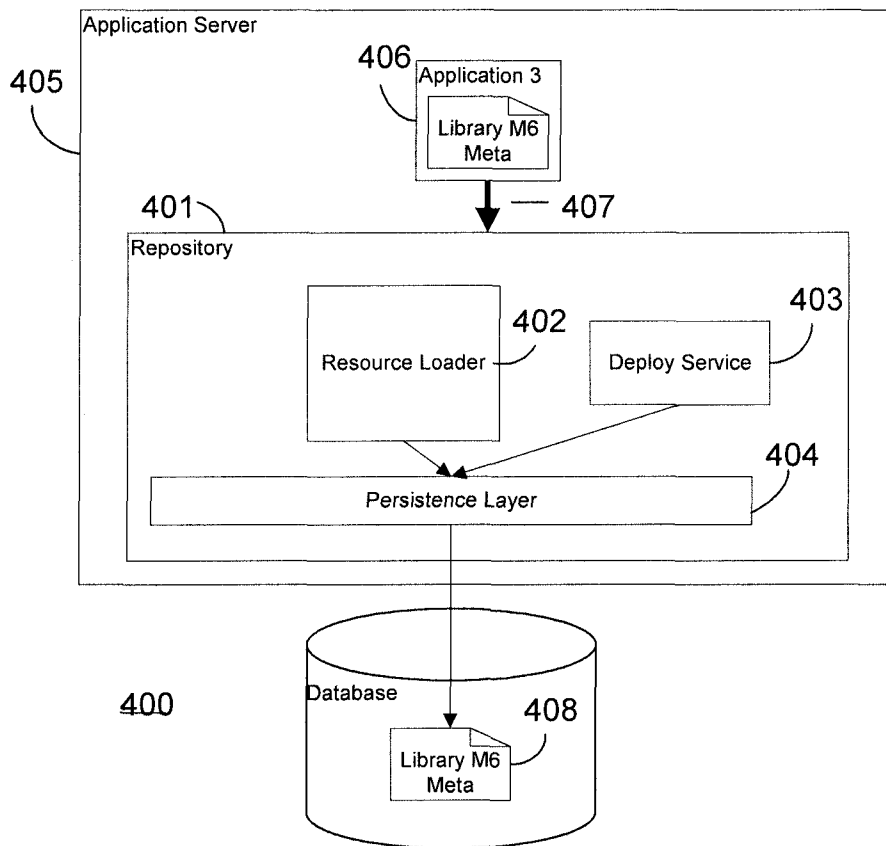 Application Server
405
406
Application 3
Library M6
Meta
407
401
Repository
402
403
Resource Loader
Deploy Service
404
Persistence Layer
400
Database
408
Library M6
Meta